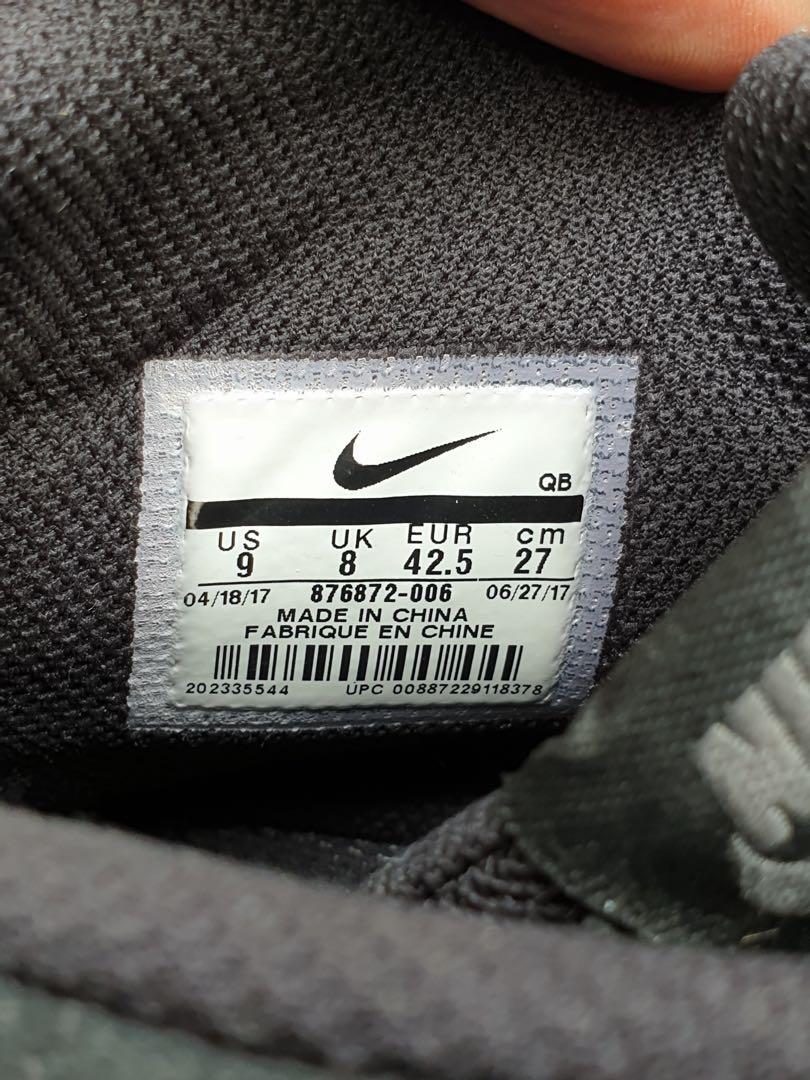 QB
US UK EUR cm
9 8 42.5 27
04/18/17 876872-006 06/27/17
MADE IN CHINA
FABRIQUE EN CHINE
202335544 UPC 00887229118378